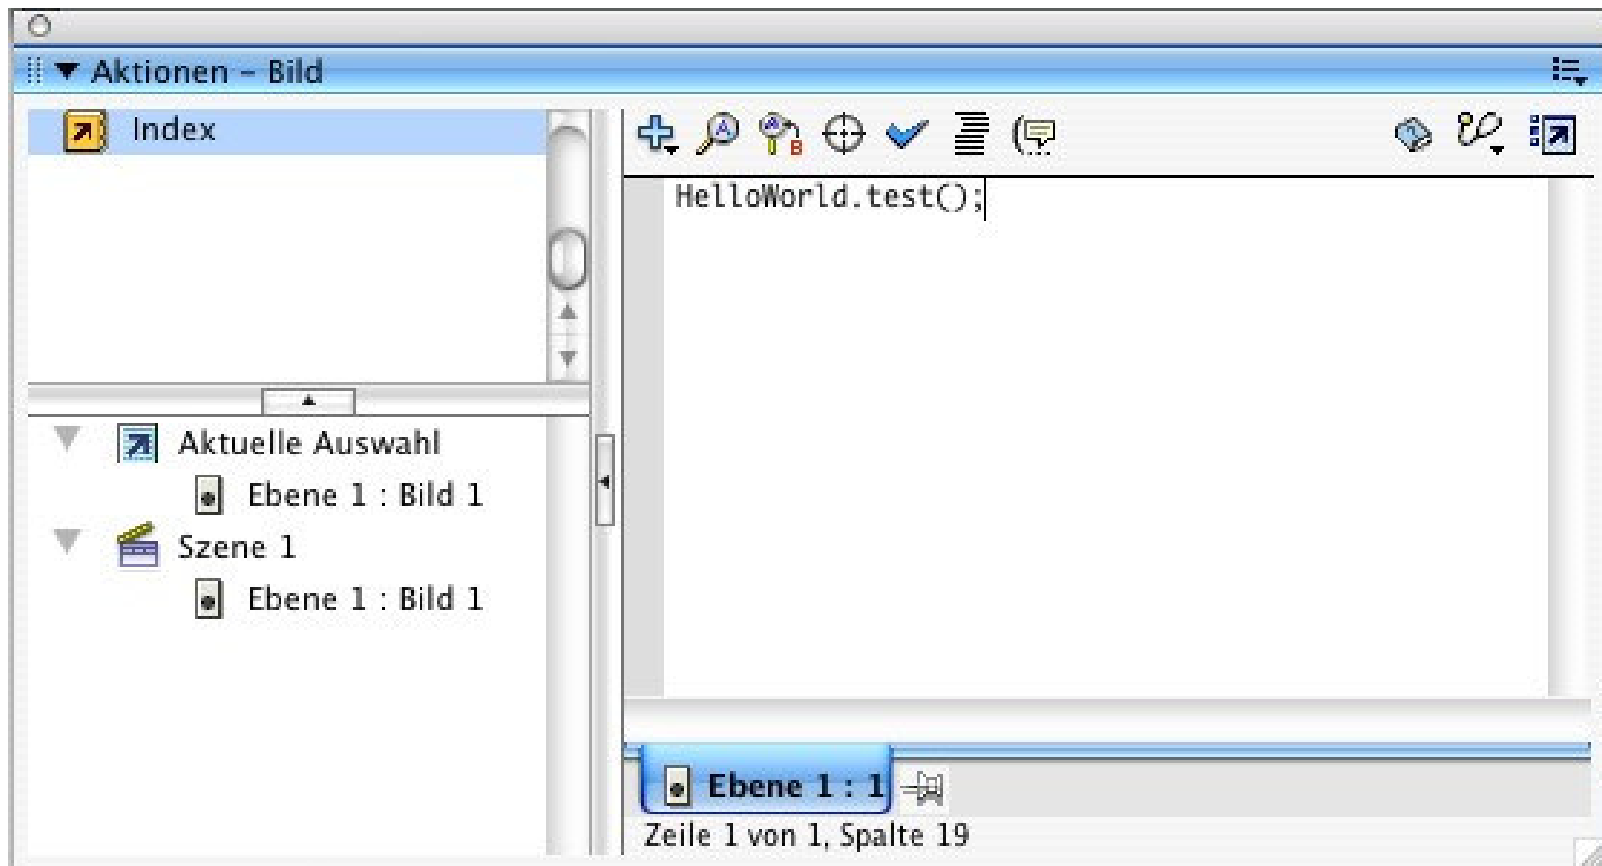 Aktionen – Bild
Index
HelloWorld.test();
Aktuelle Auswahl
Ebene 1 : Bild 1
Szene 1
Ebene 1 : Bild 1
Ebene 1 : 1
Zeile 1 von 1, Spalte 19